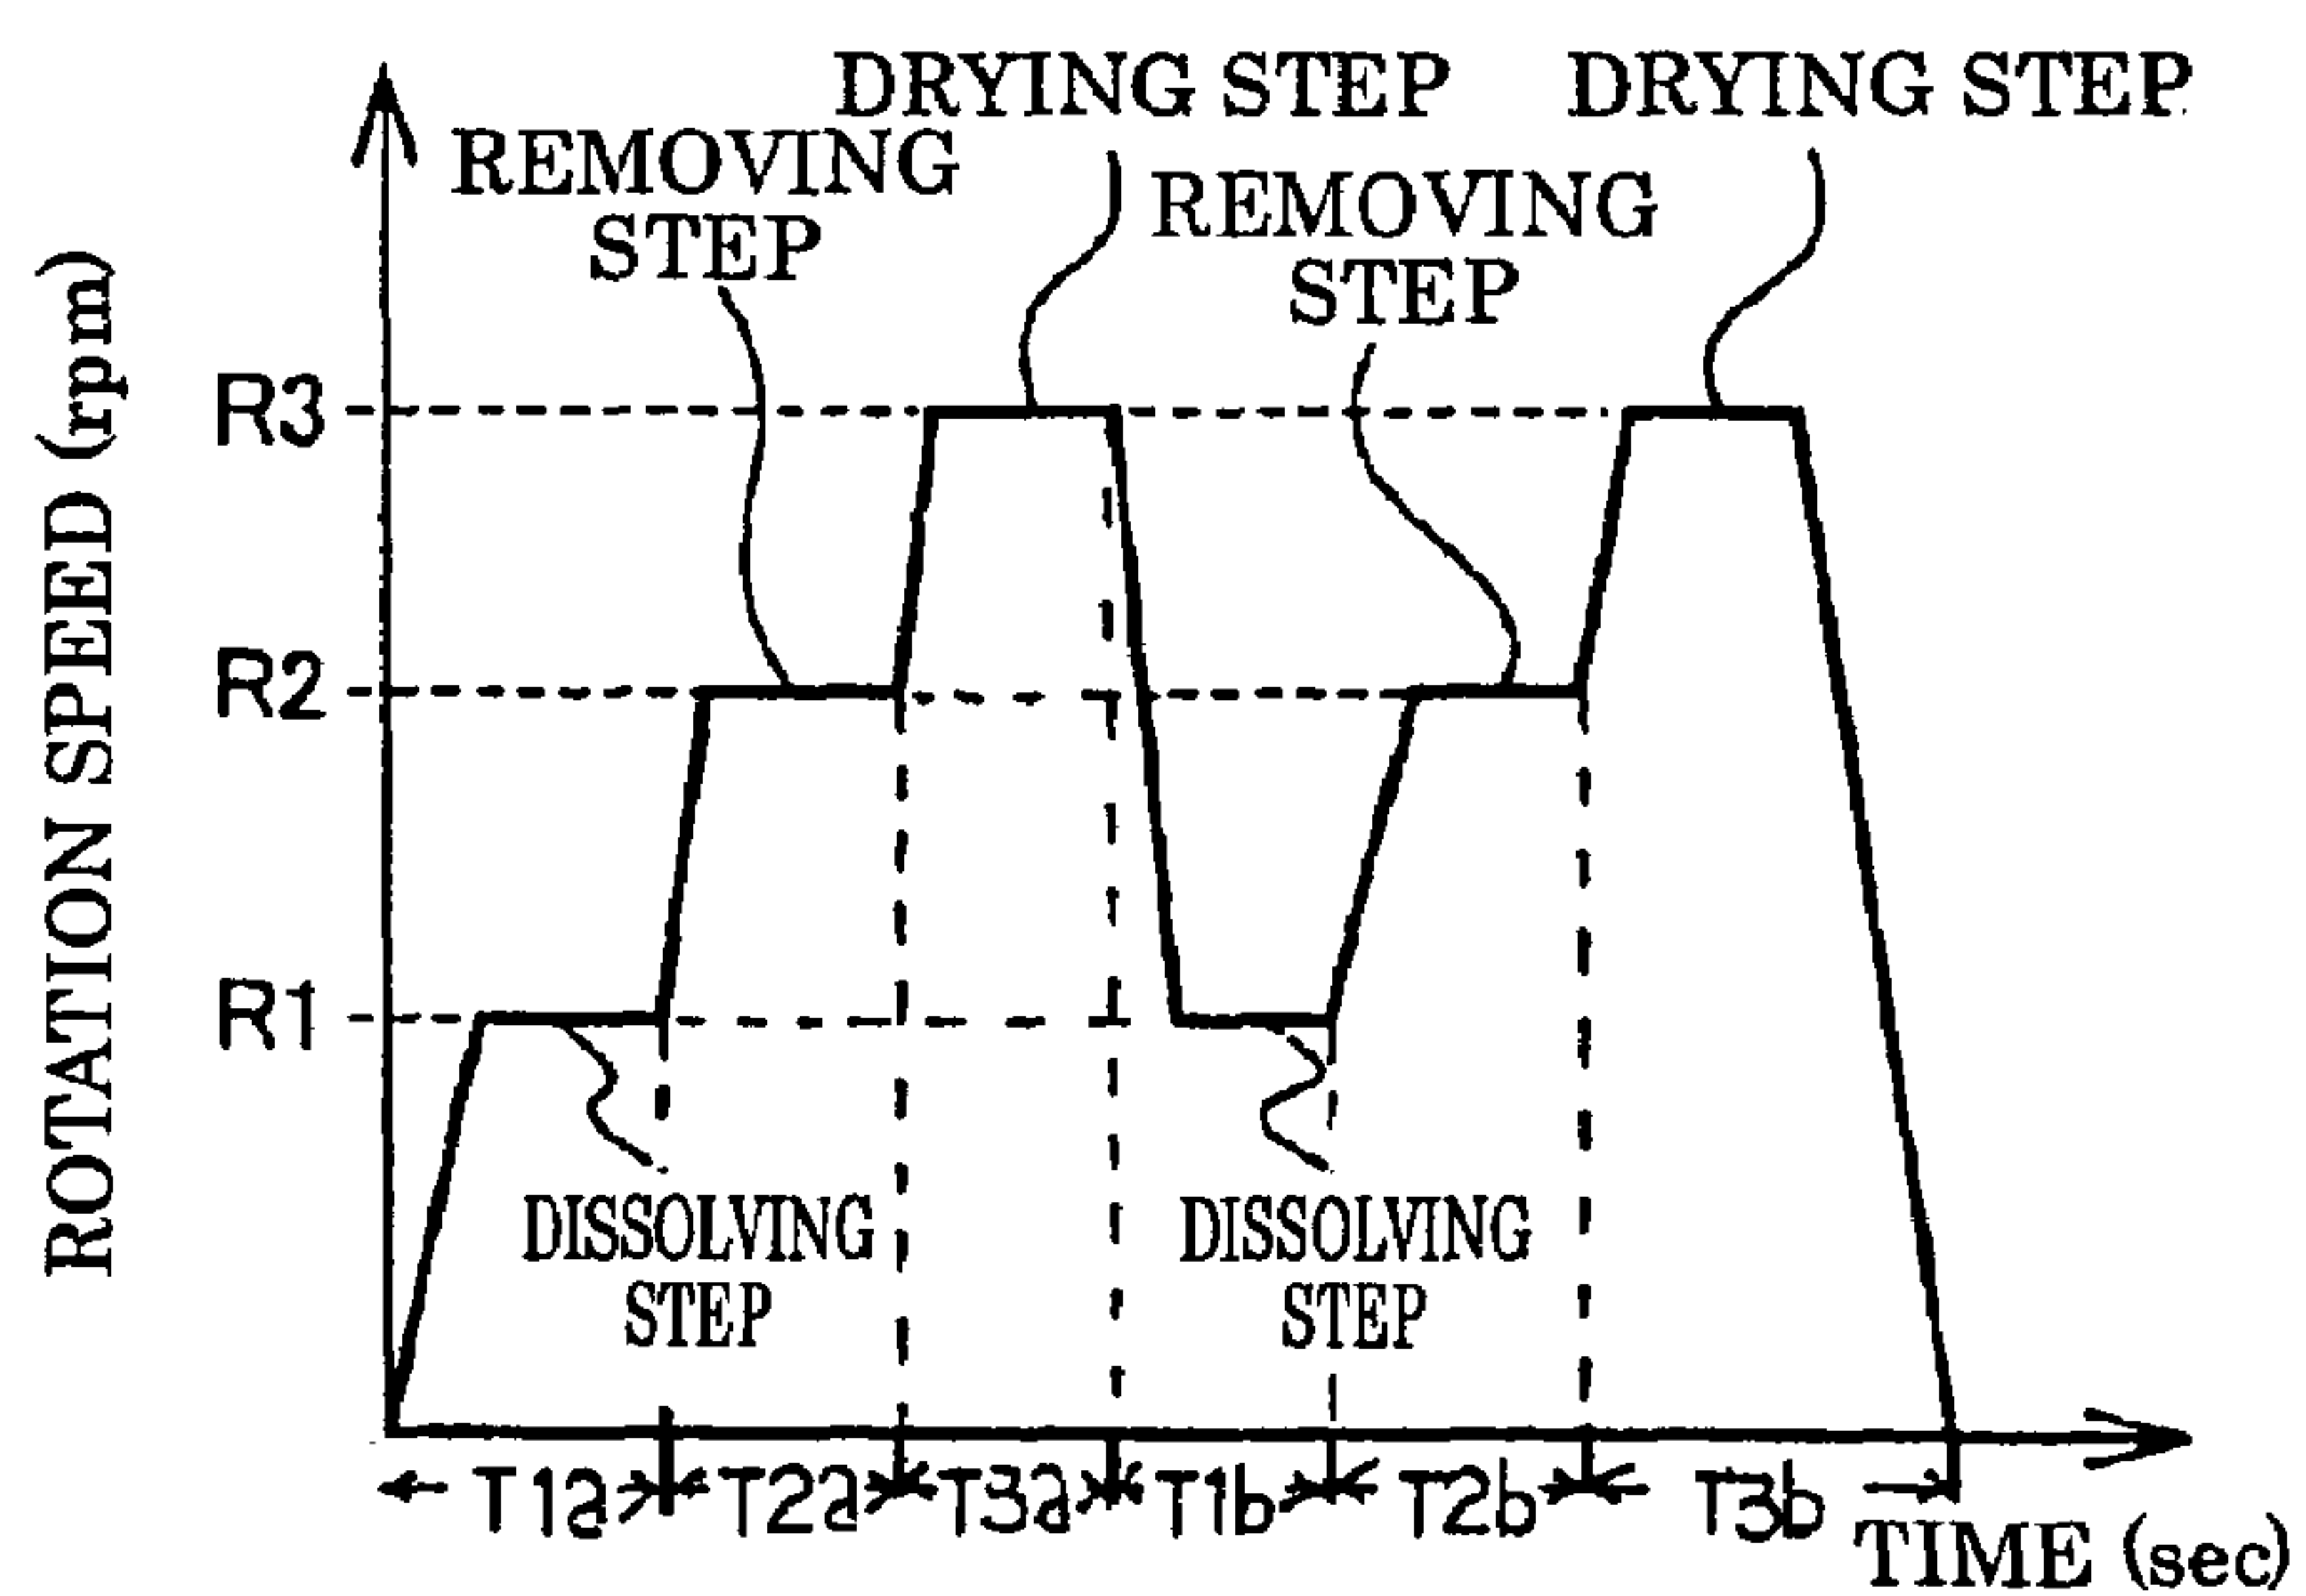 DRYING STEP DRYING STEP
REMOVING
STEP
REMOVING
STEP
ROTATION SPEED (rpm)
R3
R2
R1
DISSOLVING
STEP
DISSOLVING
STEP
T1a T2a T3a T1b T2b T3b
TIME (sec)